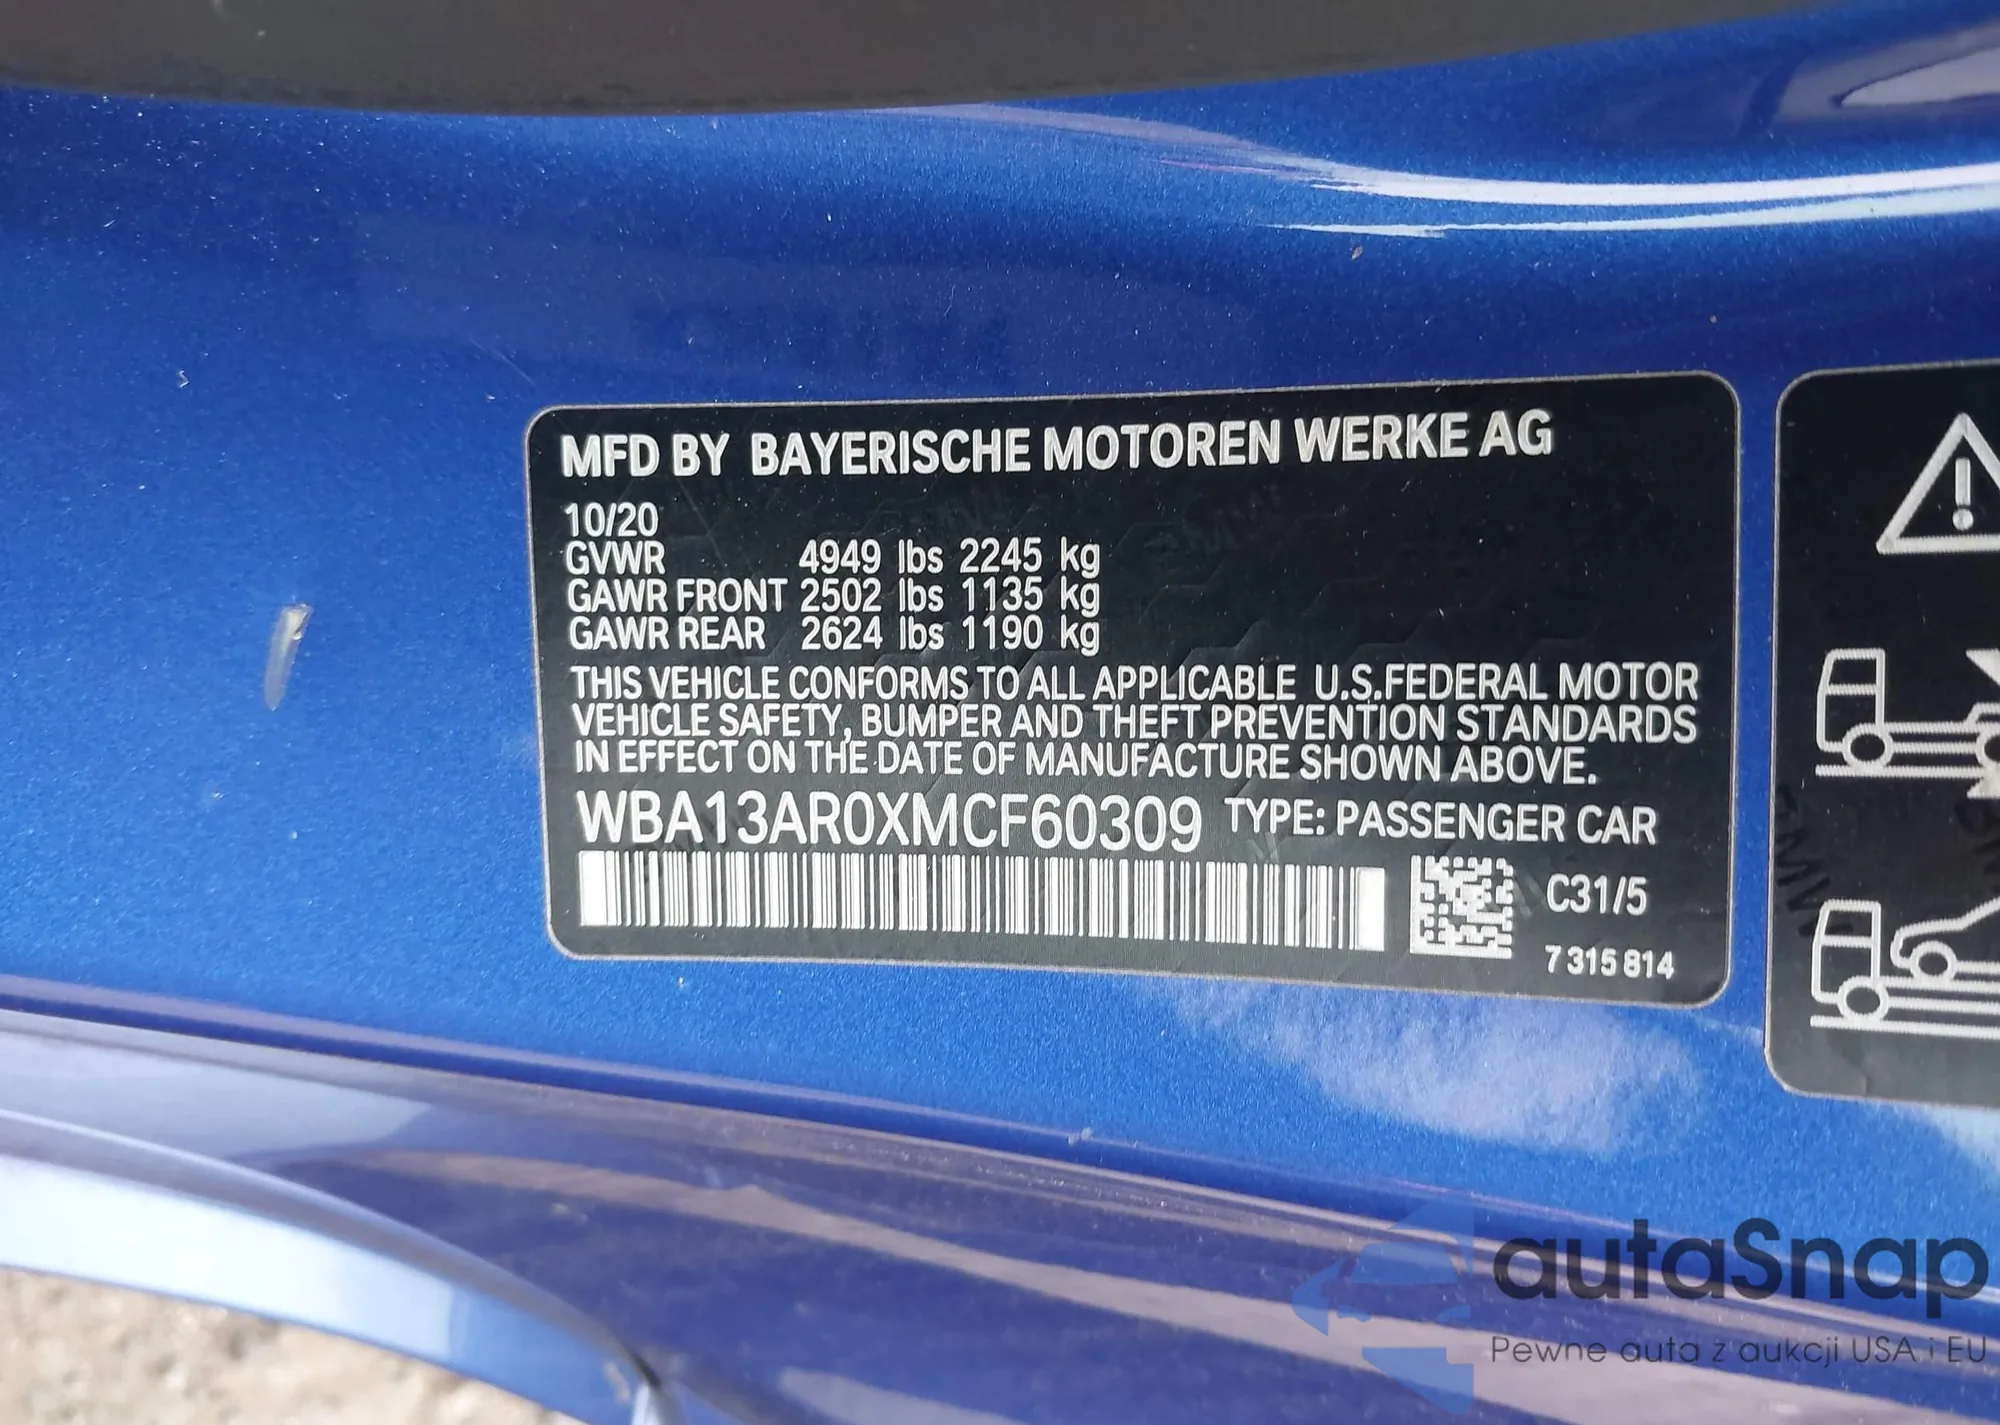 MFD BY BAYERISCHE MOTOREN WERKE AG
10/20
GVWR 4949 lbs 2245 kg
GAWR FRONT 2502 lbs 1135 kg
GAWR REAR 2624 lbs 1190 kg
THIS VEHICLE CONFORMS TO ALL APPLICABLE U.S.FEDERAL MOTOR
VEHICLE SAFETY, BUMPER AND THEFT PREVENTION STANDARDS
IN EFFECT ON THE DATE OF MANUFACTURE SHOWN ABOVE.
WBA13AR0XMCF60309 TYPE: PASSENGER CAR
C31/5
7 315 814
autaSnap
Pewne auta z aukcji USA i EU